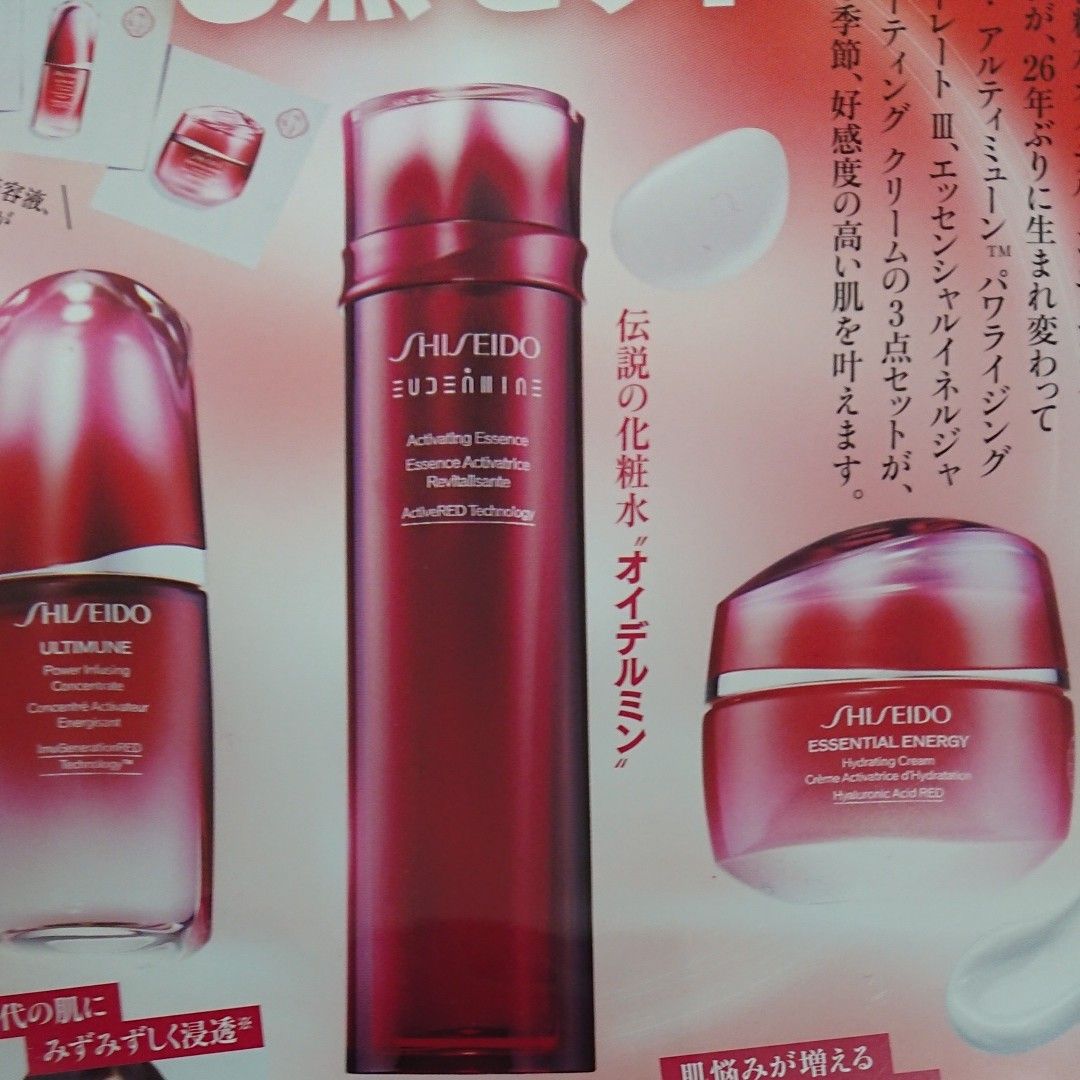 3点セット
が、26年ぶりに生まれ変わって
・アルティミューン™ パワライジング
レート Ⅲ、エッセンシャルイネルジャ
ーティング クリームの3点セットが、
季節、好感度の高い肌を叶えます。
容液、
SHISEIDO
ULTIMUNE
Power Infusing
Concentrate
Concentré Activateur
Energisant
ImuGenerationRED
Technology™
SHISEIDO
EUDERMINE
Activating Essence
Essence Activatrice
Revitalisante
ActiveRED Technology
伝説の化粧水
"オイデルミン"
SHISEIDO
ESSENTIAL ENERGY
Hydrating Cream
Crème Activatrice d'Hydratation
Hyaluronic Acid RED
代の肌に
みずみずしく浸透※
肌悩みが増える